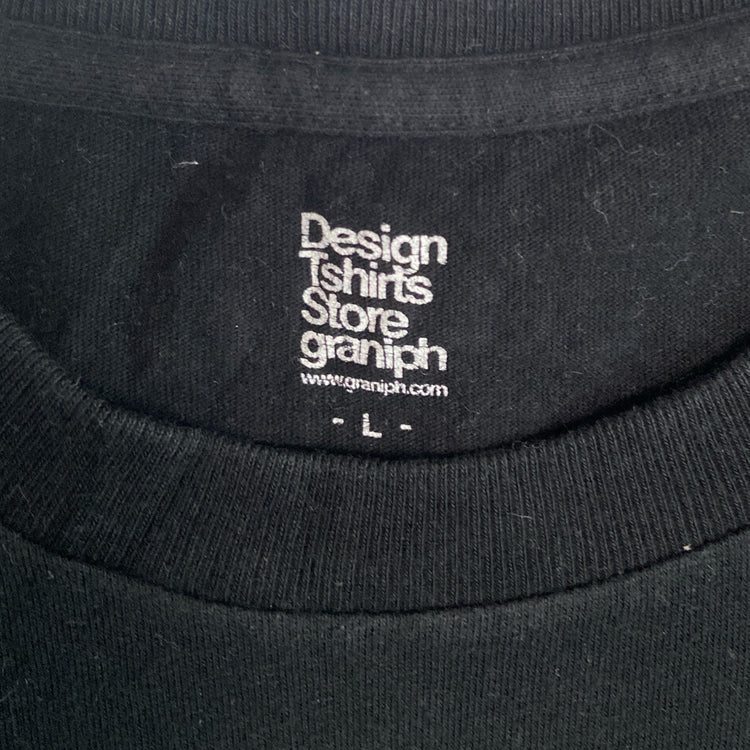 Design
Tshirts
Store
graniph
www.graniph.com
- L -